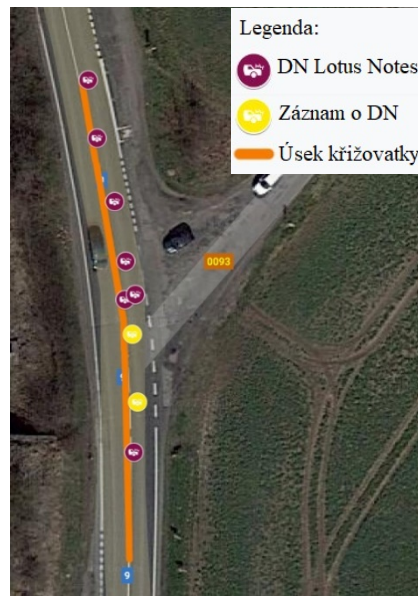 Legenda:
DN Lotus Notes
Záznam o DN
Úsek křižovatky
0093
9